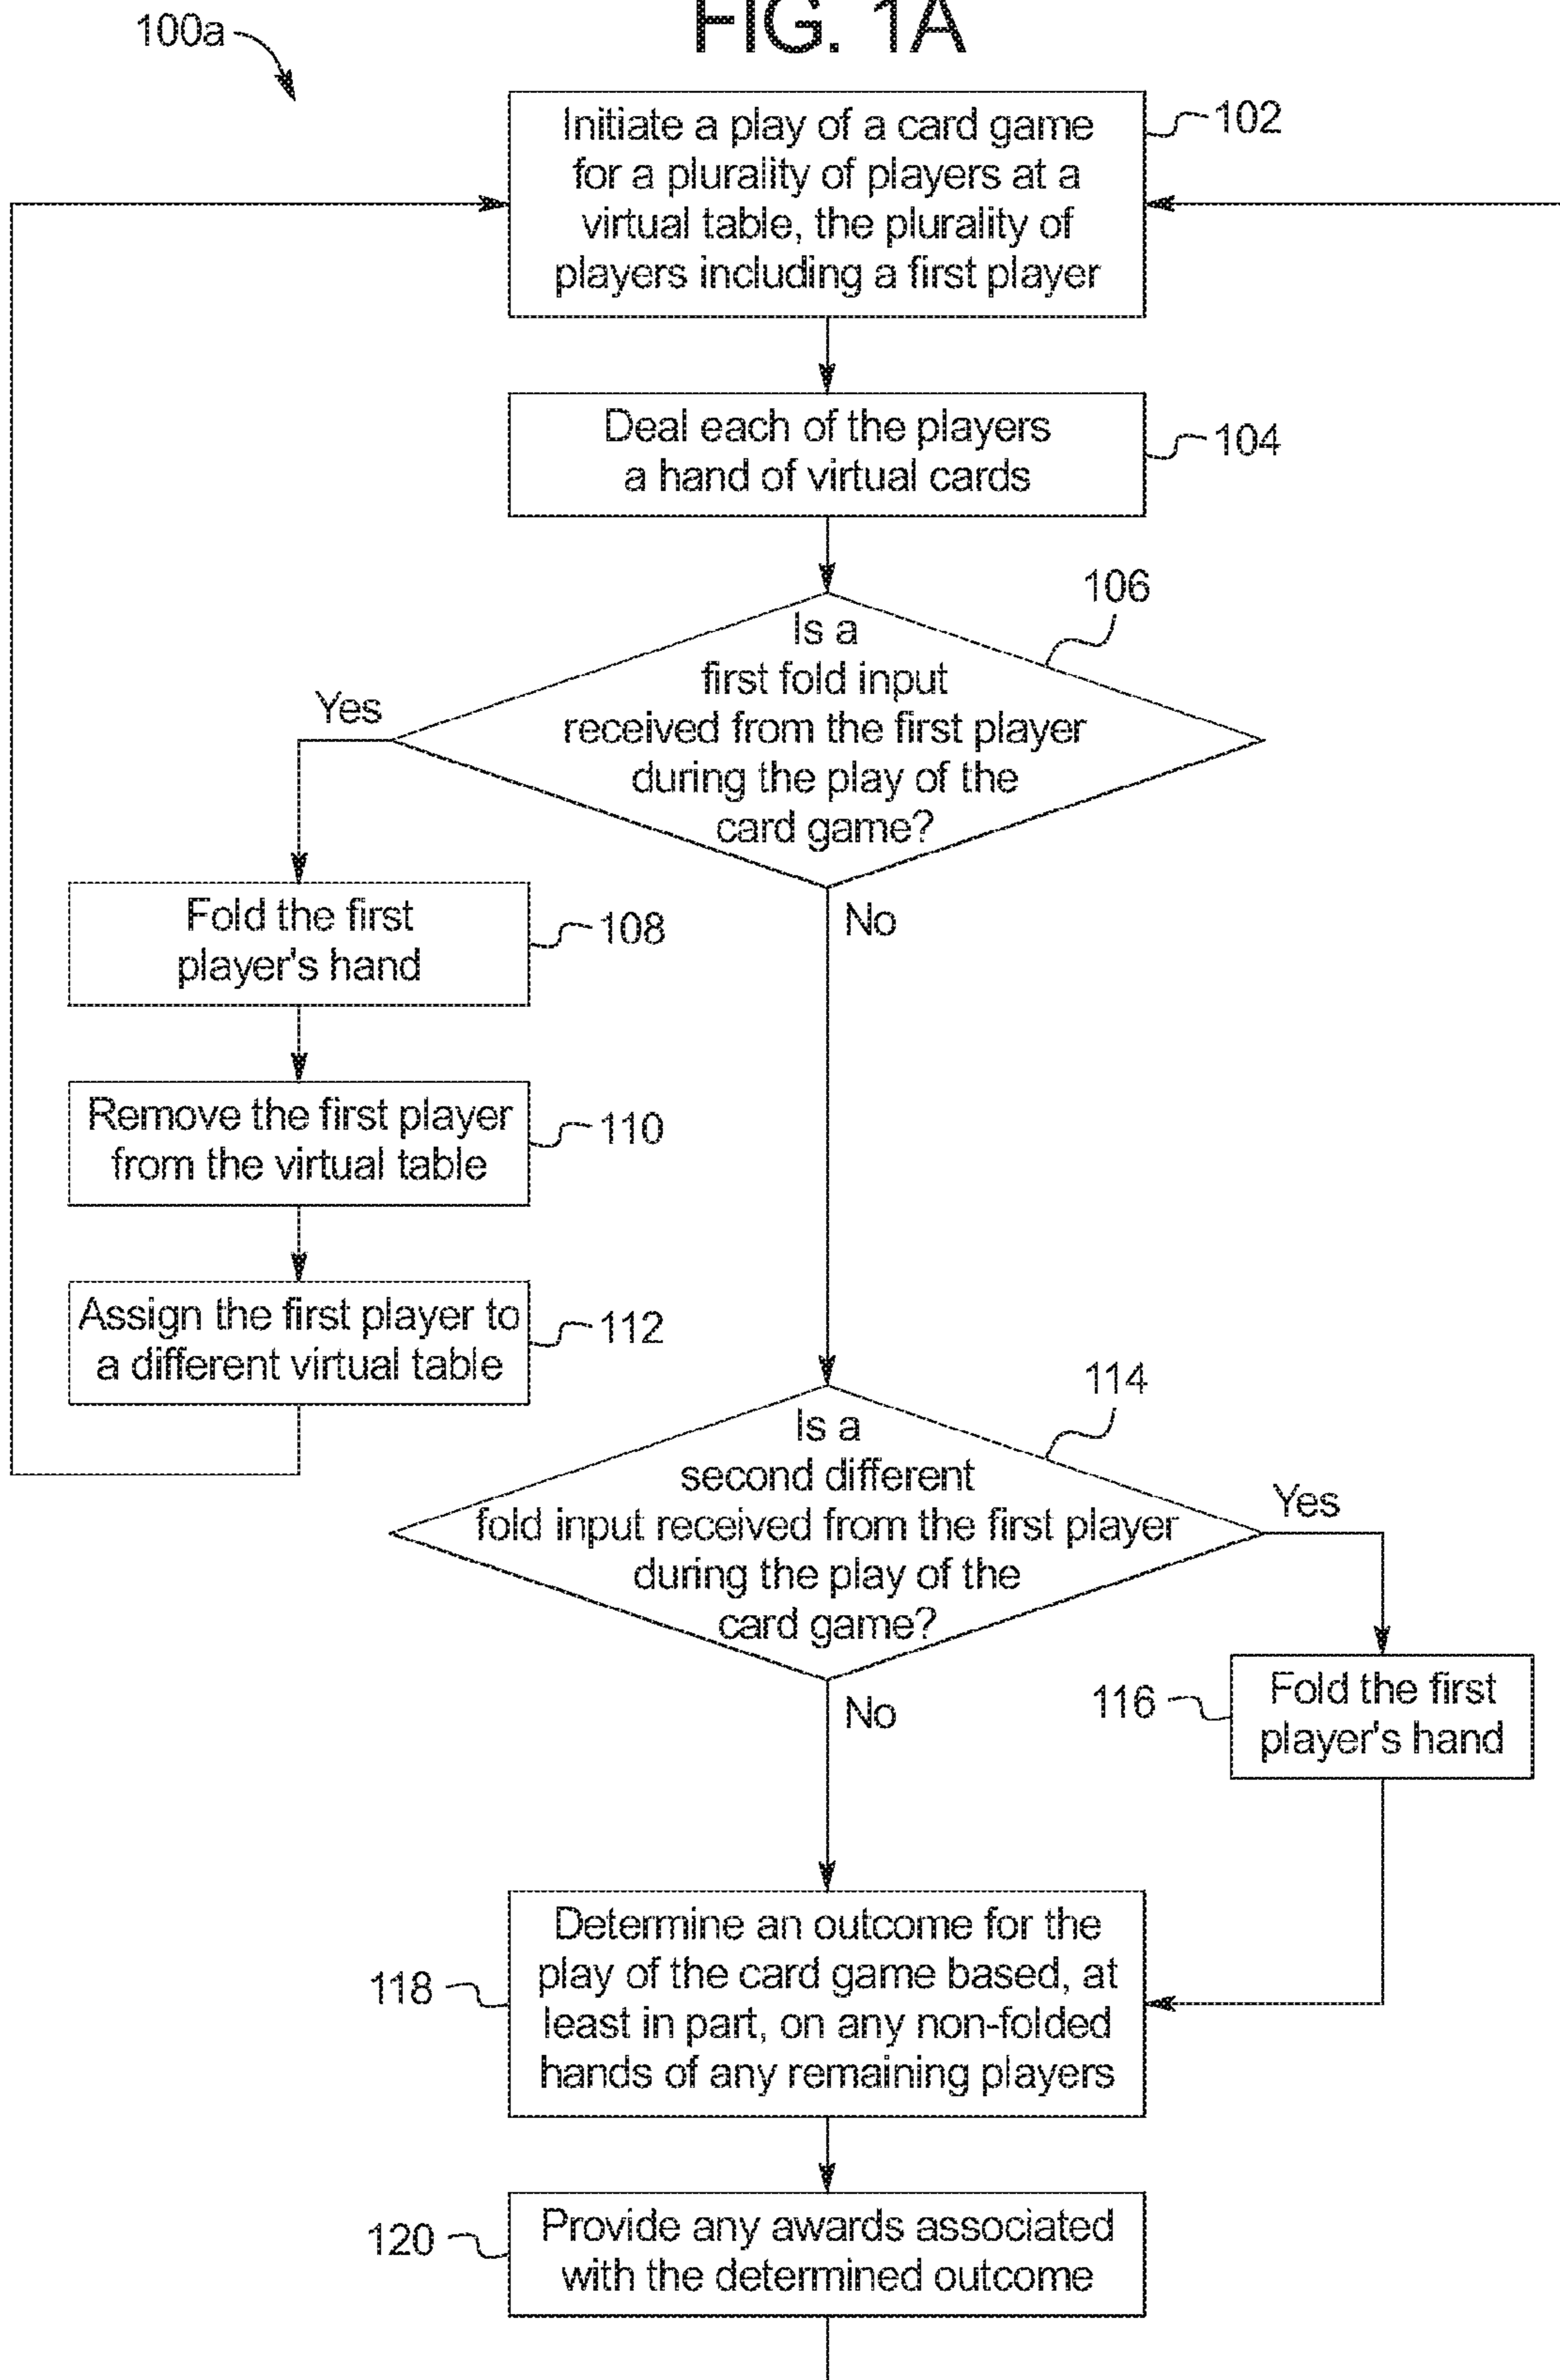 FIG. 1A
100a
Initiate a play of a card game
for a plurality of players at a
virtual table, the plurality of
players including a first player
102
Deal each of the players
a hand of virtual cards
104
106
Is a
first fold input
received from the first player
during the play of the
card game?
Yes
No
Fold the first
player's hand
108
Remove the first player
from the virtual table
110
Assign the first player to
a different virtual table
112
114
Is a
second different
fold input received from the first player
during the play of the
card game?
Yes
No
116
Fold the first
player's hand
118
Determine an outcome for the
play of the card game based, at
least in part, on any non-folded
hands of any remaining players
120
Provide any awards associated
with the determined outcome